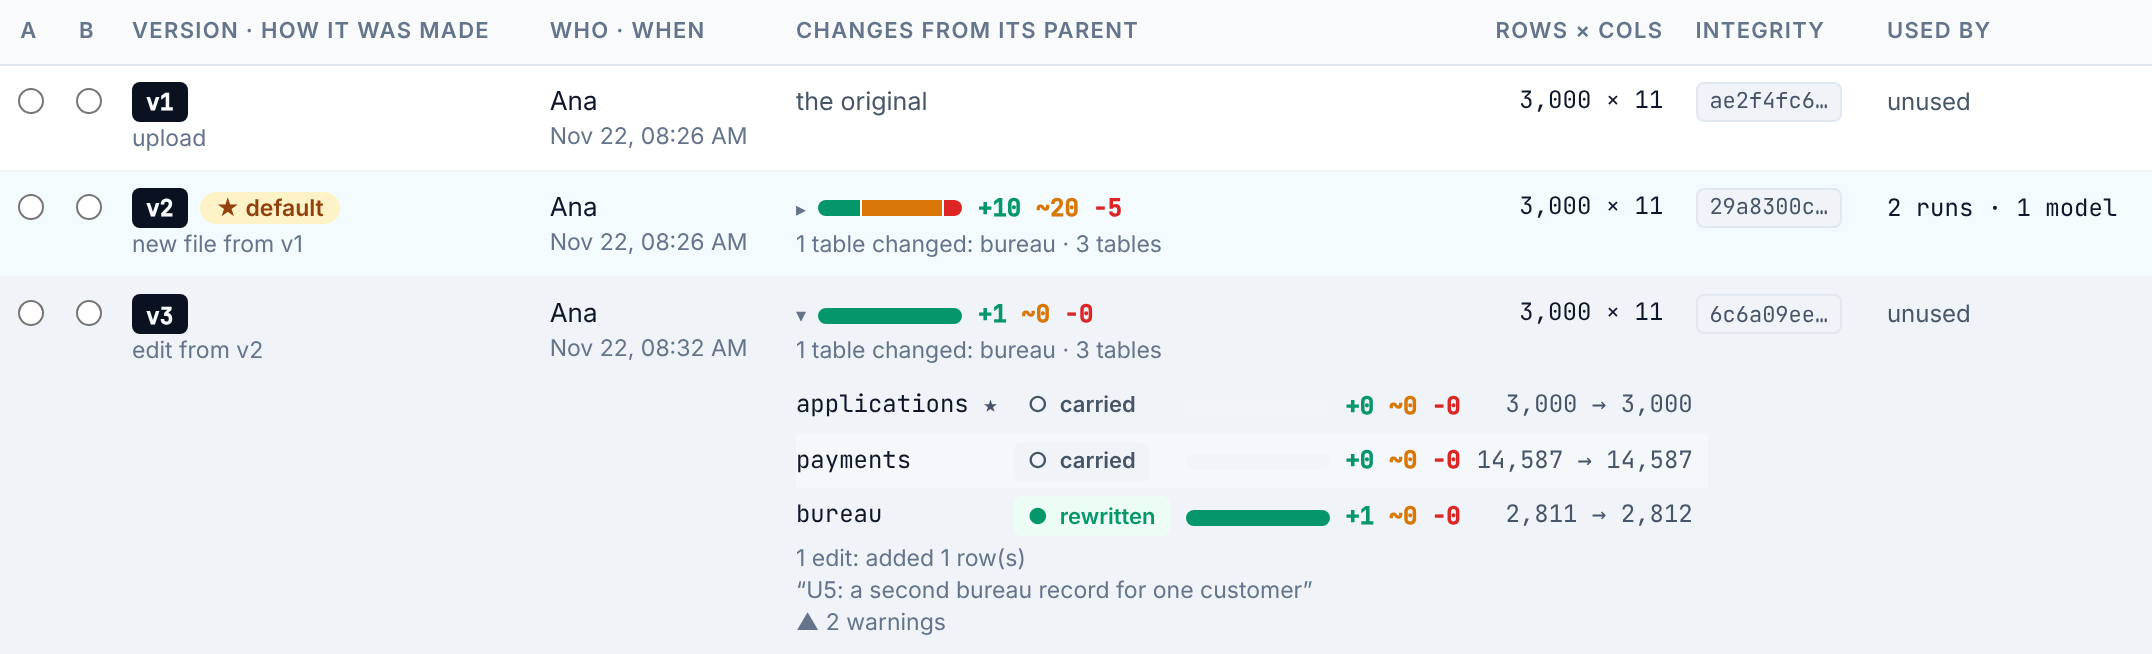 A B VERSION · HOW IT WAS MADE WHO · WHEN CHANGES FROM ITS PARENT ROWS × COLS INTEGRITY USED BY
v1 Ana the original 3,000 × 11 ae2f4fc6… unused
upload Nov 22, 08:26 AM
v2 ★ default Ana ▸ +10 ~20 -5 3,000 × 11 29a8300c… 2 runs · 1 model
new file from v1 Nov 22, 08:26 AM 1 table changed: bureau · 3 tables
v3 Ana ▾ +1 ~0 -0 3,000 × 11 6c6a09ee… unused
edit from v2 Nov 22, 08:32 AM 1 table changed: bureau · 3 tables
applications ★ carried +0 ~0 -0 3,000 → 3,000
payments carried +0 ~0 -0 14,587 → 14,587
bureau rewritten +1 ~0 -0 2,811 → 2,812
1 edit: added 1 row(s)
“U5: a second bureau record for one customer”
▲ 2 warnings